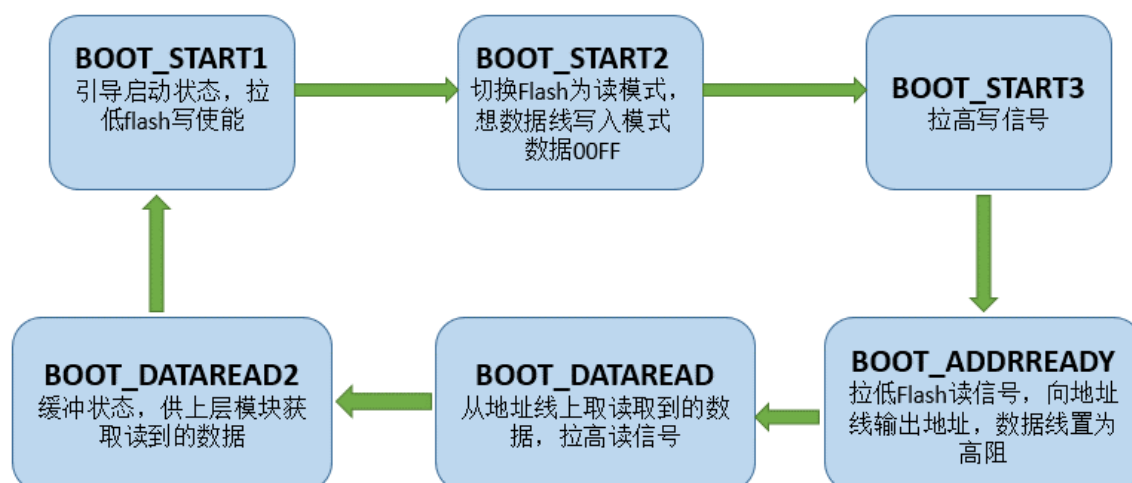 BOOT_START1
引导启动状态，拉
低flash写使能
BOOT_START2
切换Flash为读模式，
想数据线写入模式
数据00FF
BOOT_START3
拉高写信号
BOOT_ADDRREADY
拉低Flash读信号，向地址
线输出地址，数据线置为
高阻
BOOT_DATAREAD
从地址线上取读取到的数
据，拉高读信号
BOOT_DATAREAD2
缓冲状态，供上层模块获
取读到的数据